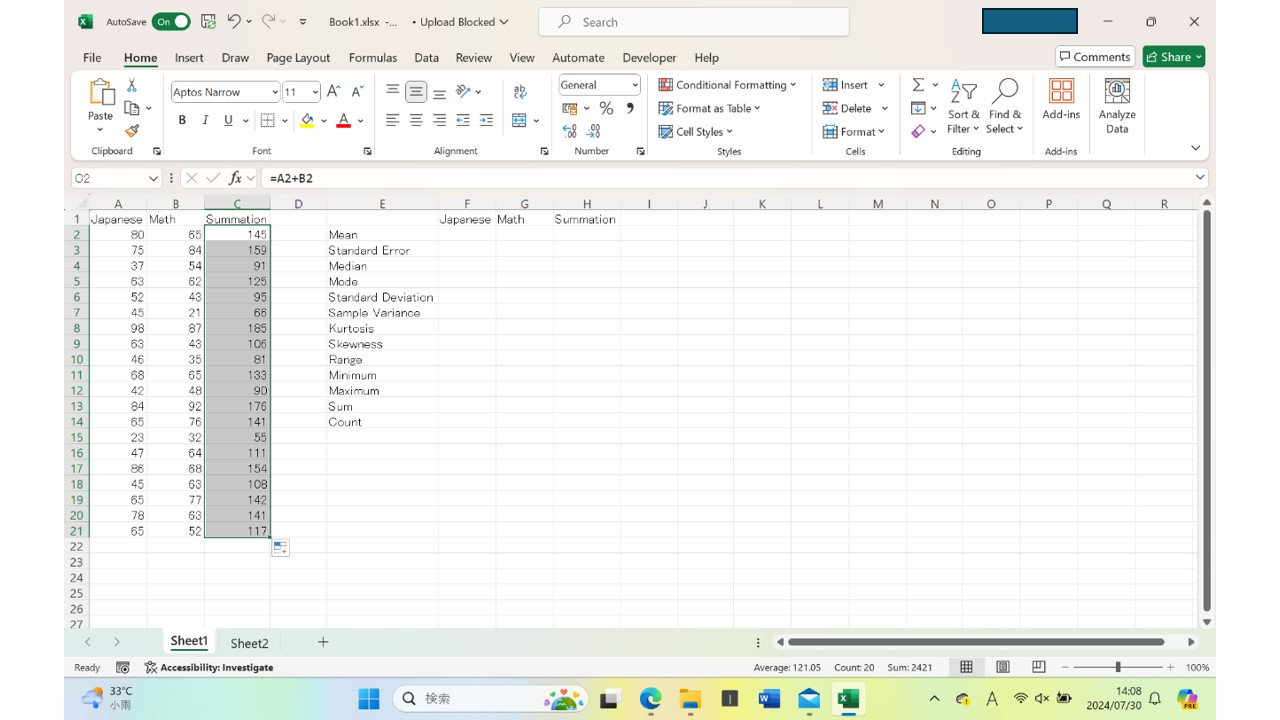 AutoSave On Book1.xlsx -... • Upload Blocked Search
File Home Insert Draw Page Layout Formulas Data Review View Automate Developer Help Comments Share
Paste Aptos Narrow 11 A A General Conditional Formatting Insert Σ Sort & Filter Find & Select Add-ins Analyze Data
B I U A % Format as Table Delete
Cell Styles Format
Clipboard Font Alignment Number Styles Cells Editing Add-ins
C2 fx =A2+B2
A B C D E F G H I J K L M N O P Q R
1 Japanese Math Summation Japanese Math Summation
2 80 65 145 Mean
3 75 84 159 Standard Error
4 37 54 91 Median
5 63 62 125 Mode
6 52 43 95 Standard Deviation
7 45 21 66 Sample Variance
8 98 87 185 Kurtosis
9 63 43 106 Skewness
10 46 35 81 Range
11 68 65 133 Minimum
12 42 48 90 Maximum
13 84 92 176 Sum
14 65 76 141 Count
15 23 32 55
16 47 64 111
17 86 68 154
18 45 63 108
19 65 77 142
20 78 63 141
21 65 52 117
22
23
24
25
26
27
Sheet1 Sheet2 +
Ready Accessibility: Investigate Average: 121.05 Count: 20 Sum: 2421 100%
33°C 検索 A 14:08
小雨 2024/07/30